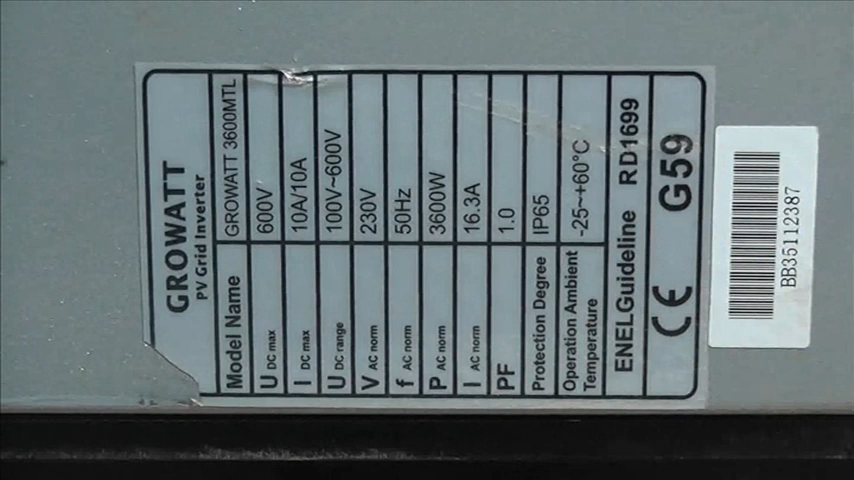 GROWATT
PV Grid Inverter
Model Name GROWATT 3600MTL
U DC max 600V
I DC max 10A/10A
U DC range 100V~600V
V AC norm 230V
f AC norm 50Hz
P AC norm 3600W
I AC norm 16.3A
PF 1.0
Protection Degree IP65
Operation Ambient
Temperature -25~+60°C
ENELGuideline RD1699
CE G59
BB35112387